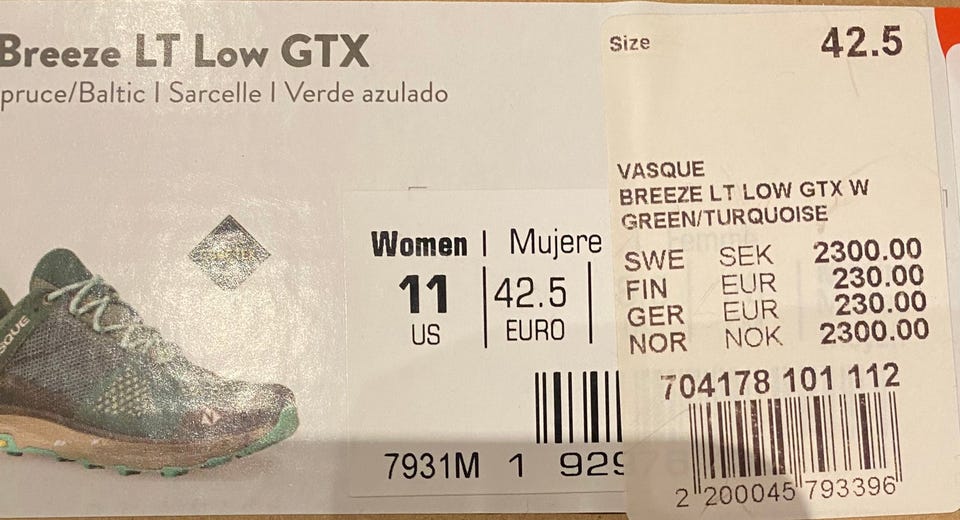 Breeze LT Low GTX
pruce/Baltic | Sarcelle | Verde azulado
Women | Mujere
11 | 42.5 |
US EURO
7931M 1 929
SQUE
Size 42.5
VASQUE
BREEZE LT LOW GTX W
GREEN/TURQUOISE
SWE SEK 2300.00
FIN EUR 230.00
GER EUR 230.00
NOR NOK 2300.00
704178 101 112
2 200045 793396